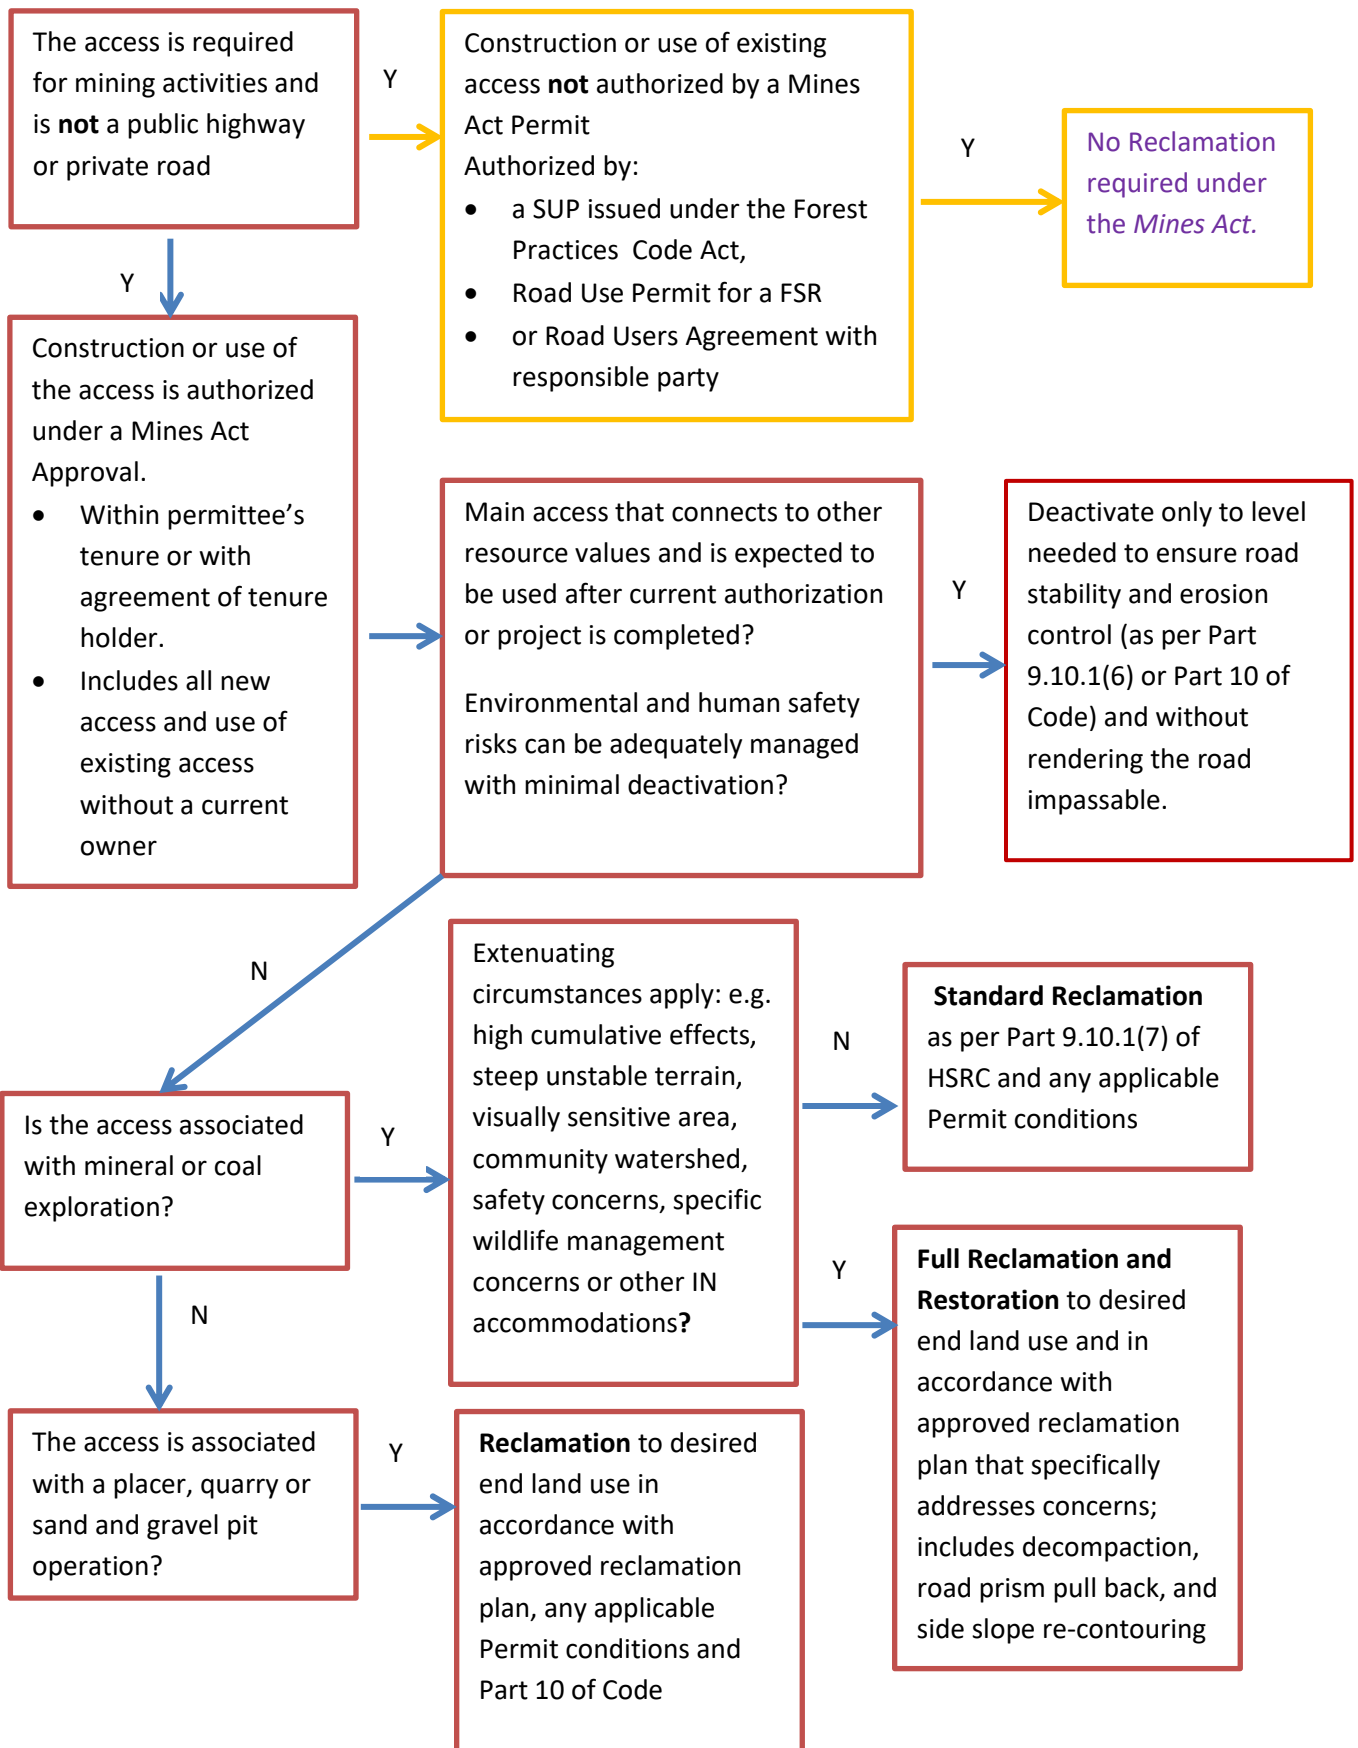 The access is required
for mining activities and
is not a public highway
or private road
Y
Construction or use of existing
access not authorized by a Mines
Act Permit
Authorized by:
• a SUP issued under the Forest
Practices Code Act,
• Road Use Permit for a FSR
• or Road Users Agreement with
responsible party
Y
No Reclamation
required under
the Mines Act.
Y
Construction or use of
the access is authorized
under a Mines Act
Approval.
• Within permittee’s
tenure or with
agreement of tenure
holder.
• Includes all new
access and use of
existing access
without a current
owner
Main access that connects to other
resource values and is expected to
be used after current authorization
or project is completed?
Environmental and human safety
risks can be adequately managed
with minimal deactivation?
Y
Deactivate only to level
needed to ensure road
stability and erosion
control (as per Part
9.10.1(6) or Part 10 of
Code) and without
rendering the road
impassable.
N
Is the access associated
with mineral or coal
exploration?
Y
Extenuating
circumstances apply: e.g.
high cumulative effects,
steep unstable terrain,
visually sensitive area,
community watershed,
safety concerns, specific
wildlife management
concerns or other IN
accommodations?
N
Standard Reclamation
as per Part 9.10.1(7) of
HSRC and any applicable
Permit conditions
Y
Full Reclamation and
Restoration to desired
end land use and in
accordance with
approved reclamation
plan that specifically
addresses concerns;
includes decompaction,
road prism pull back, and
side slope re-contouring
N
The access is associated
with a placer, quarry or
sand and gravel pit
operation?
Y
Reclamation to desired
end land use in
accordance with
approved reclamation
plan, any applicable
Permit conditions and
Part 10 of Code